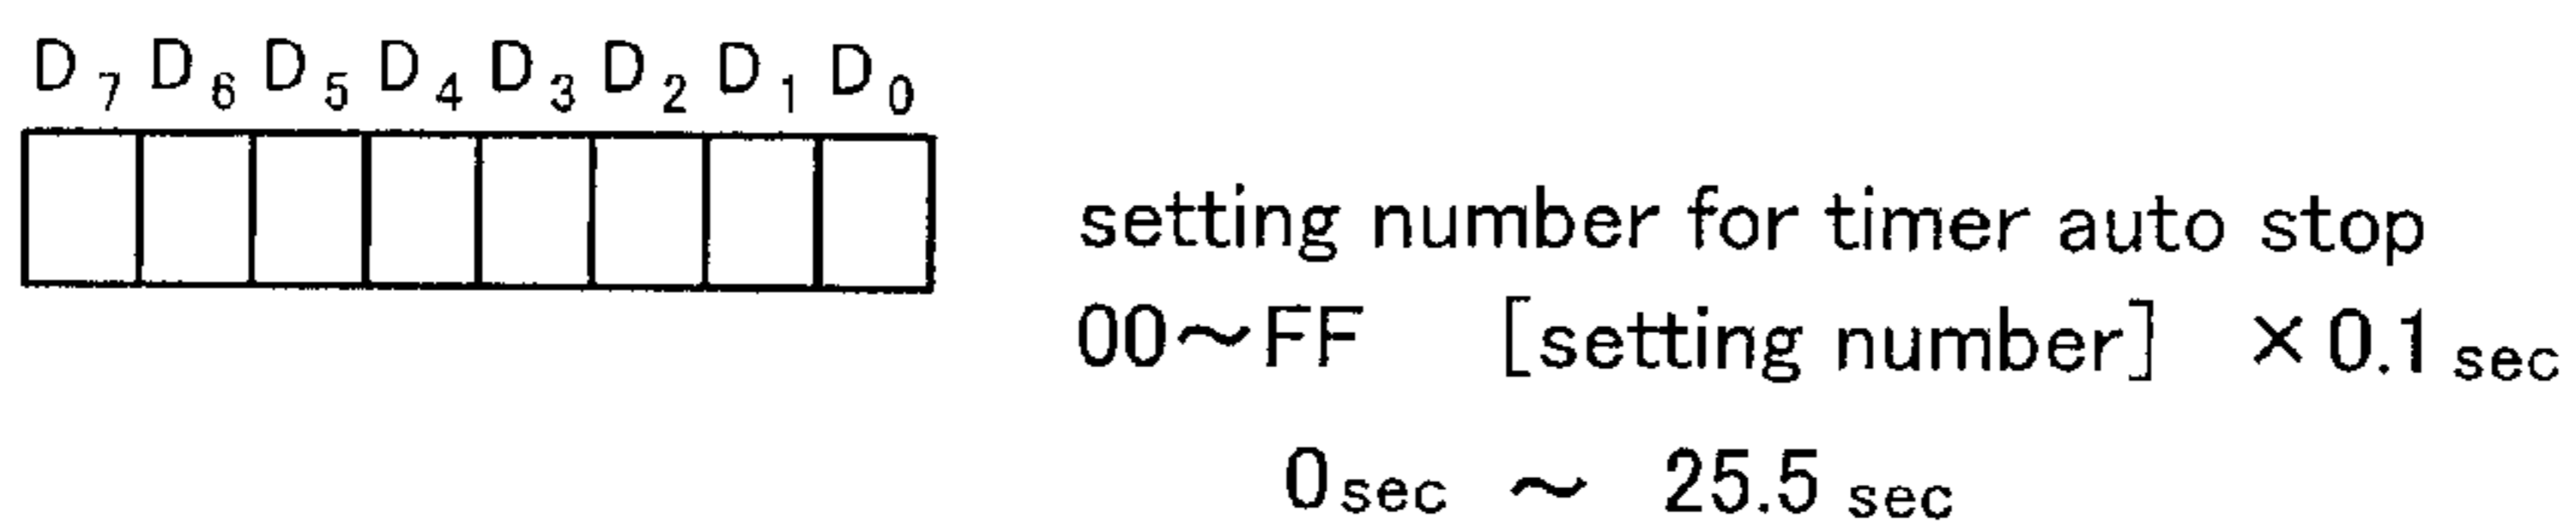 D7 D6 D5 D4 D3 D2 D1 D0
setting number for timer auto stop
00～FF [setting number] ×0.1 sec
0sec ～ 25.5 sec